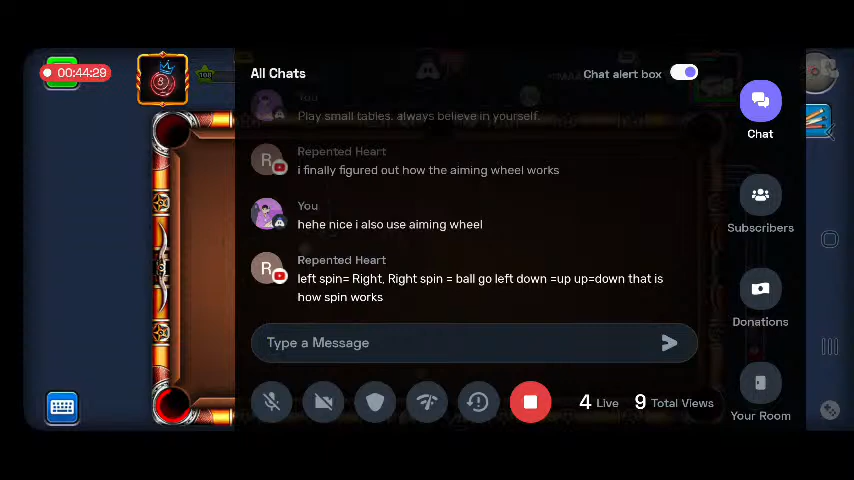 00:44:29
108
All Chats
Chat alert box
You
Play small tables. always believe in yourself.
Chat
Repented Heart
i finally figured out how the aiming wheel works
You
hehe nice i also use aiming wheel
Subscribers
Repented Heart
left spin= Right, Right spin = ball go left down =up up=down that is
how spin works
Donations
Type a Message
4 Live 9 Total Views
Your Room